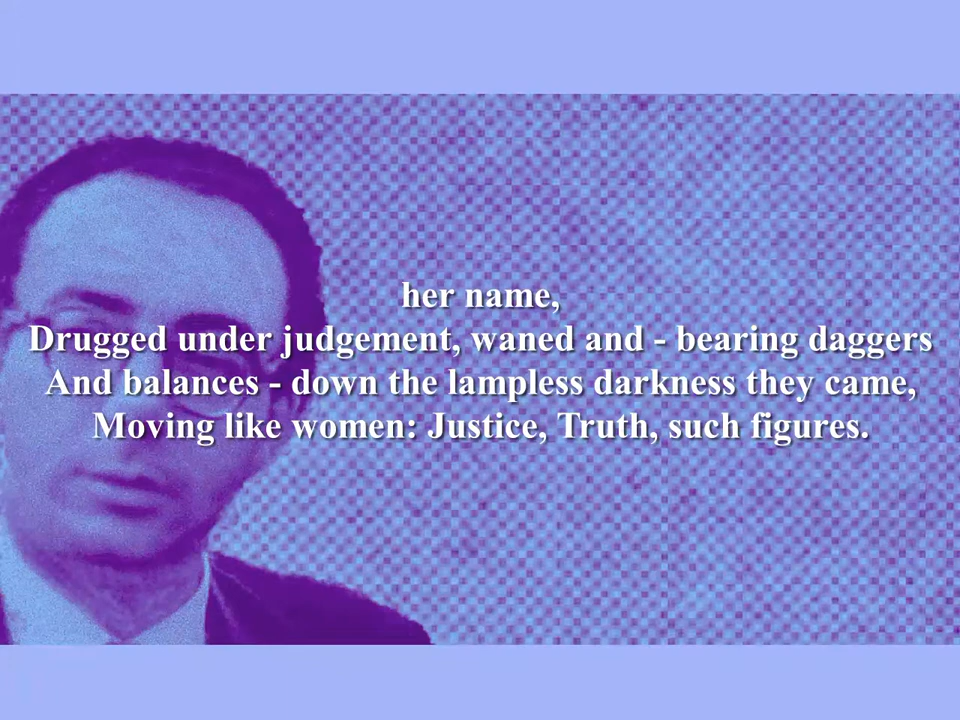 her name,
Drugged under judgement, waned and - bearing daggers
And balances - down the lampless darkness they came,
Moving like women: Justice, Truth, such figures.